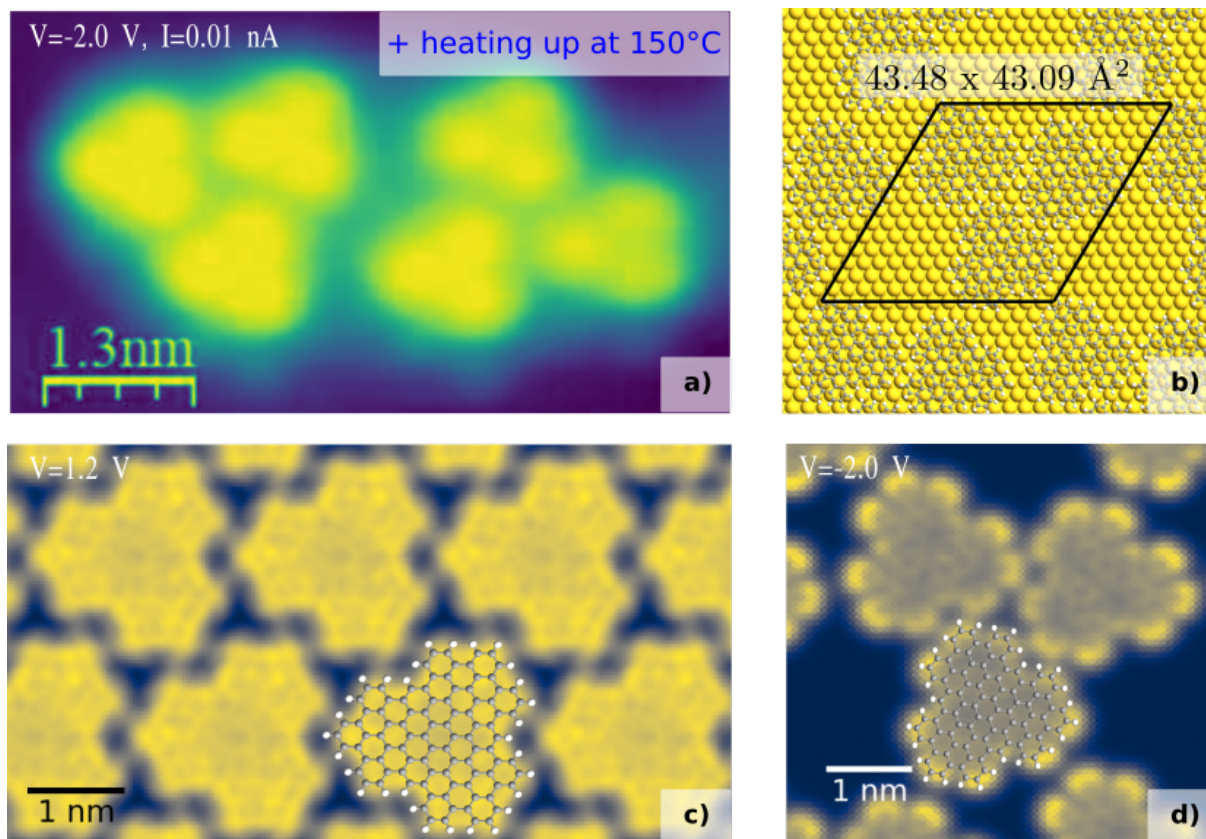 V=-2.0 V, I=0.01 nA
+ heating up at 150°C
1.3nm
a)
43.48 x 43.09 Å²
b)
V=1.2 V
1 nm
c)
V=-2.0 V
1 nm
d)